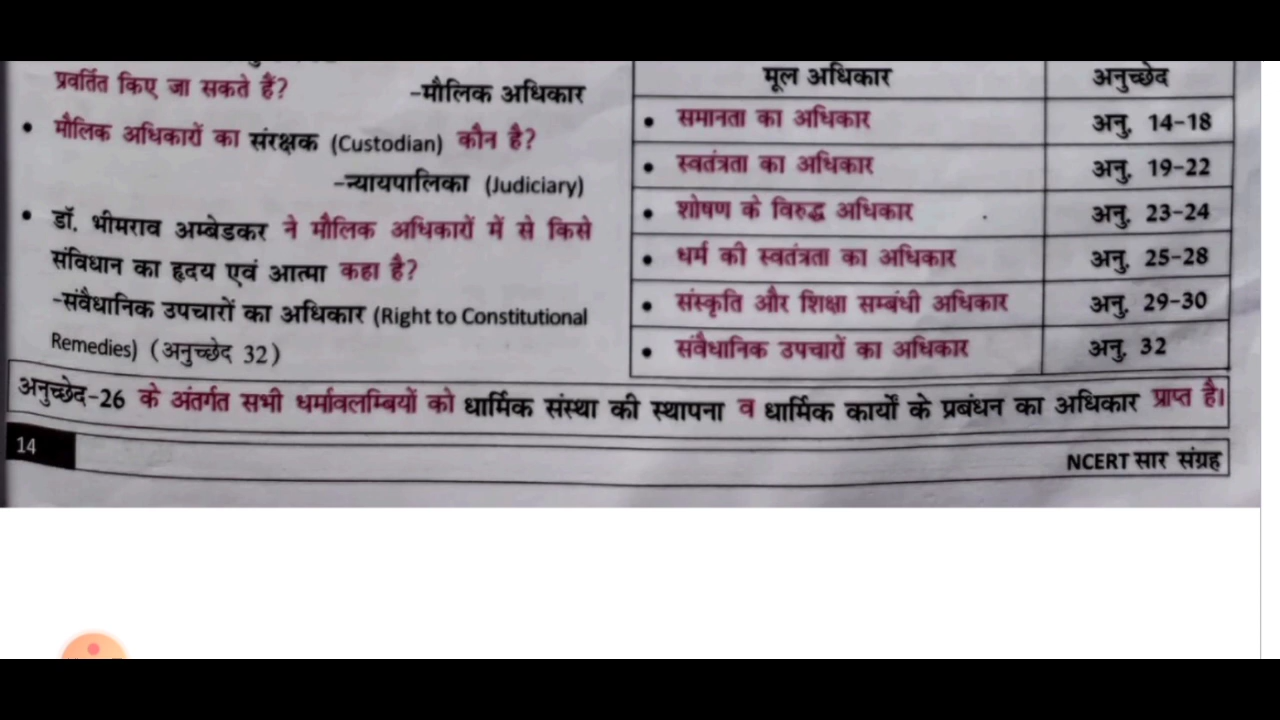 प्रवर्तित किए जा सकते हैं? -मौलिक अधिकार
• मौलिक अधिकारों का संरक्षक (Custodian) कौन है?
-न्यायपालिका (Judiciary)
• डॉ. भीमराव अम्बेडकर ने मौलिक अधिकारों में से किसे
संविधान का हृदय एवं आत्मा कहा है?
-संवैधानिक उपचारों का अधिकार (Right to Constitutional
Remedies) (अनुच्छेद 32)
मूल अधिकार अनुच्छेद
• समानता का अधिकार अनु. 14-18
• स्वतंत्रता का अधिकार अनु. 19-22
• शोषण के विरुद्ध अधिकार अनु. 23-24
• धर्म की स्वतंत्रता का अधिकार अनु. 25-28
• संस्कृति और शिक्षा सम्बंधी अधिकार अनु. 29-30
• संवैधानिक उपचारों का अधिकार अनु. 32
अनुच्छेद-26 के अंतर्गत सभी धर्मावलम्बियों को धार्मिक संस्था की स्थापना व धार्मिक कार्यों के प्रबंधन का अधिकार प्राप्त है।
14
NCERT सार संग्रह